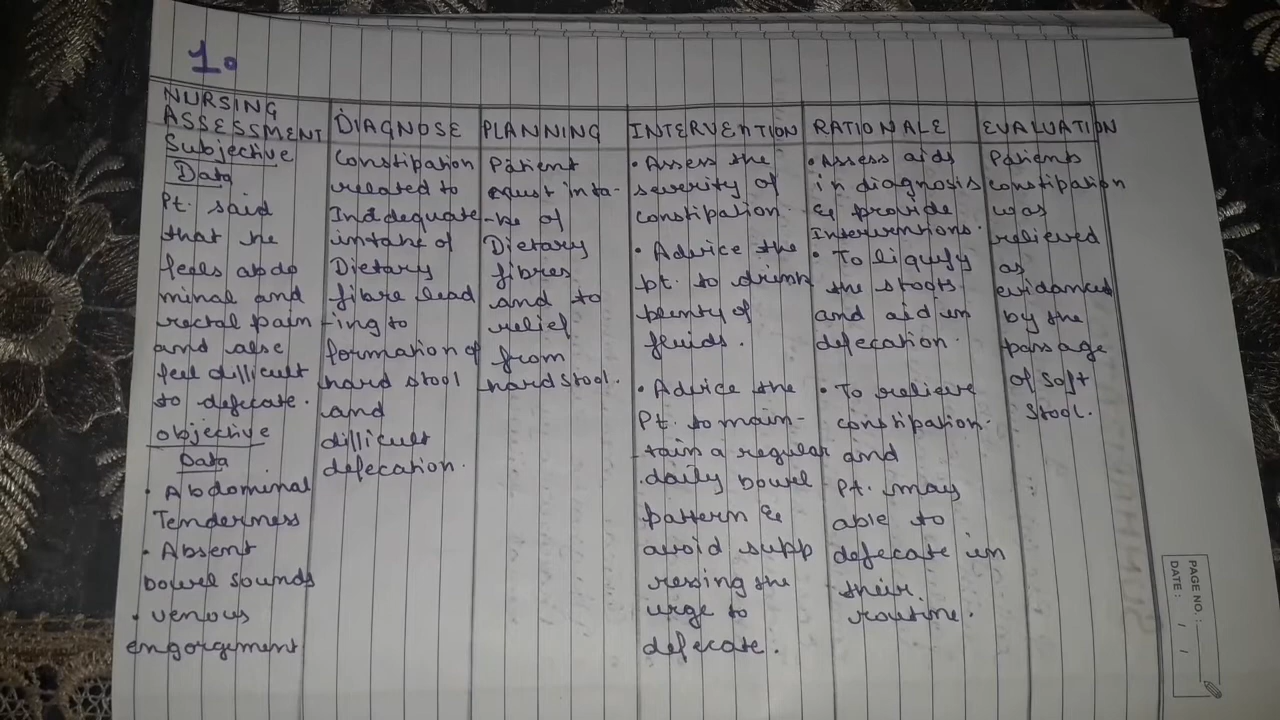 1.
NURSING
ASSESSMENT
Subjective
Data
Pt. said
that he
feels abdo
minal and
rectal pain
and also
feel difficult
to defecate.
objective
Data
• Abdominal
Tenderness
• Absent
bowel sounds
• venous
engorgement
DIAGNOSE
Constipation
related to
Inadequate
intake of
Dietary
fibre lead
-ing to
formation of
hard stool
and
difficult
defecation.
PLANNING
Patient
must inta-
-ke of
Dietary
fibres
and to
relief
from
hard stool.
INTERVENTION
• Assess the
severity of
constipation
• Advice the
pt. to drink
plenty of
fluids.
• Advice the
Pt. to main-
tain a regular
daily bowel
pattern &
avoid supp
ressing the
urge to
defecate.
RATIONALE
• Assess aids
in diagnosis
& provide
Interventions.
• To liquify
the stools
and aid in
defecation.
• To relieve
constipation.
and
Pt. may
able to
defecate in
their
routine.
EVALUATION
Patients
constipation
was
relieved
as
evidanced
by the
passage
of soft
stool.
PAGE NO.:
DATE: / /